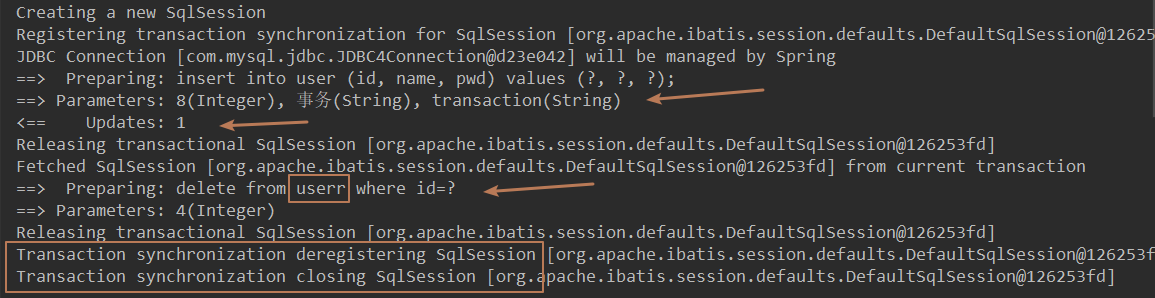 Creating a new SqlSession
Registering transaction synchronization for SqlSession [org.apache.ibatis.session.defaults.DefaultSqlSession@12625
JDBC Connection [com.mysql.jdbc.JDBC4Connection@d23e042] will be managed by Spring
==>  Preparing: insert into user (id, name, pwd) values (?, ?, ?);
==> Parameters: 8(Integer), 事务(String), transaction(String)
<==    Updates: 1
Releasing transactional SqlSession [org.apache.ibatis.session.defaults.DefaultSqlSession@126253fd]
Fetched SqlSession [org.apache.ibatis.session.defaults.DefaultSqlSession@126253fd] from current transaction
==>  Preparing: delete from userr where id=?
==> Parameters: 4(Integer)
Releasing transactional SqlSession [org.apache.ibatis.session.defaults.DefaultSqlSession@126253fd]
Transaction synchronization deregistering SqlSession [org.apache.ibatis.session.defaults.DefaultSqlSession@126253f
Transaction synchronization closing SqlSession [org.apache.ibatis.session.defaults.DefaultSqlSession@126253fd]